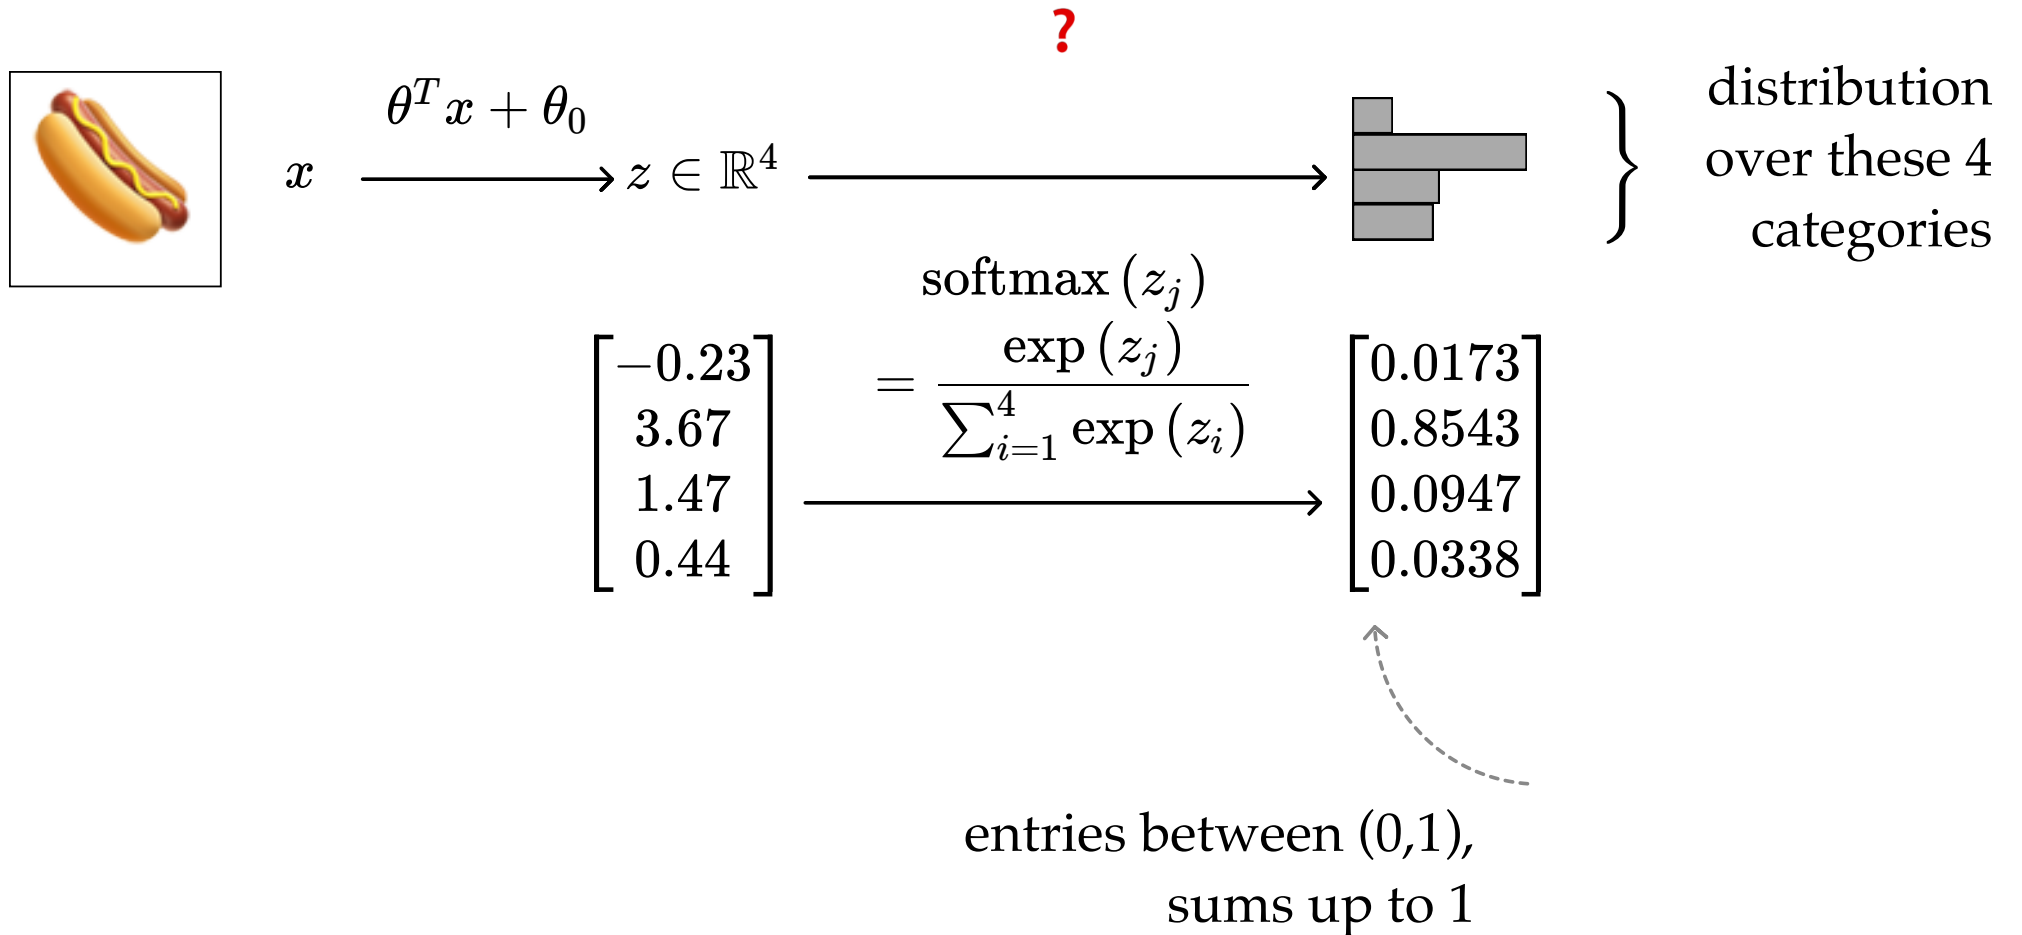 ?
θ^T x + θ_0
x
z ∈ ℝ^4
distribution
over these 4
categories
softmax (z_j)
= exp (z_j) / ∑_{i=1}^{4} exp (z_i)
−0.23
3.67
1.47
0.44
0.0173
0.8543
0.0947
0.0338
entries between (0,1),
sums up to 1